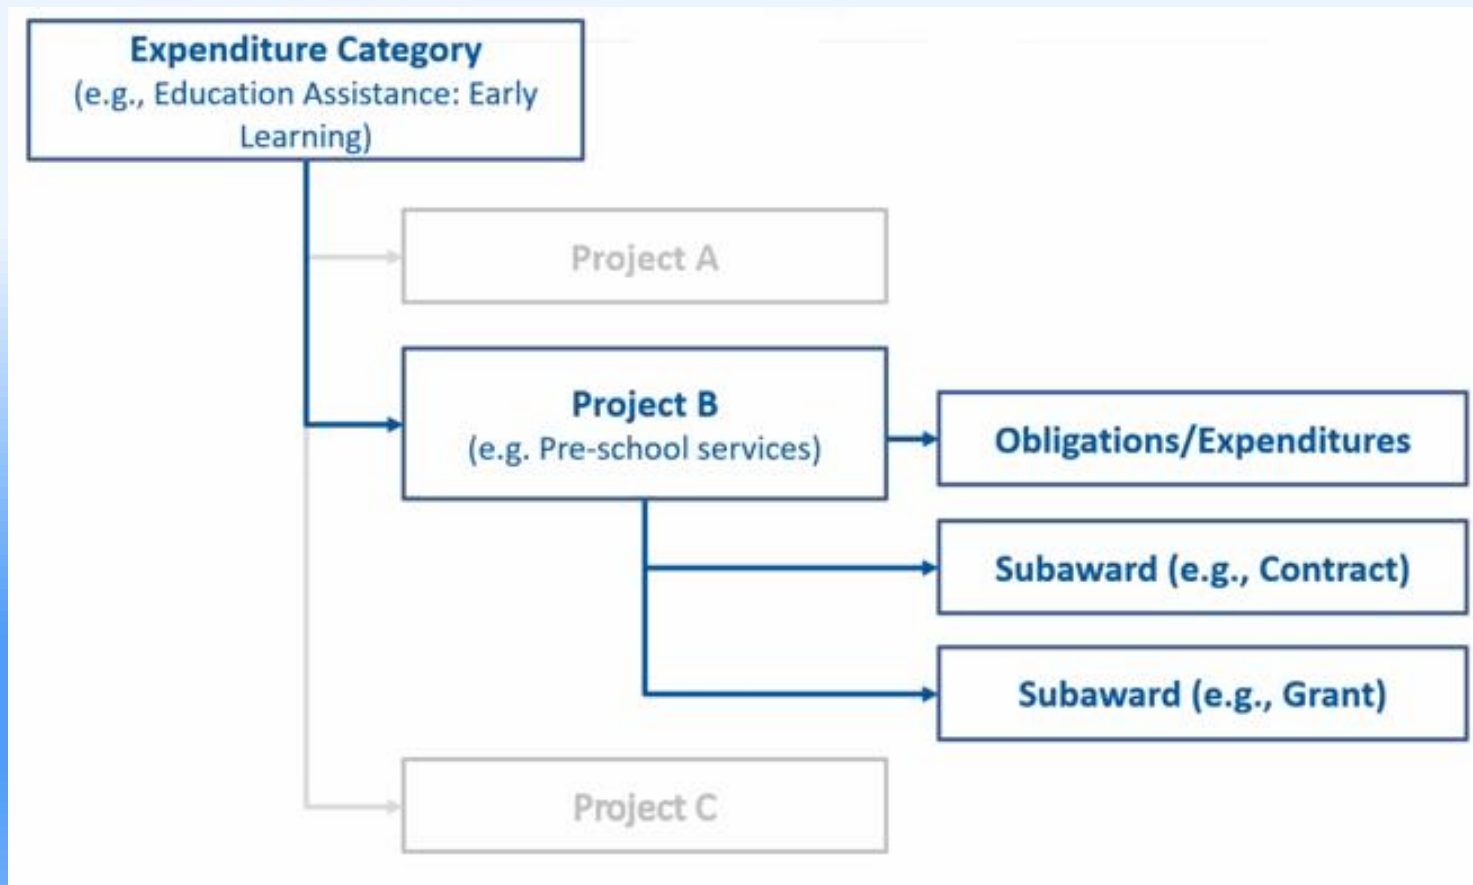 Expenditure Category
(e.g., Education Assistance: Early
Learning)
Project A
Project B
(e.g. Pre-school services)
Obligations/Expenditures
Subaward (e.g., Contract)
Subaward (e.g., Grant)
Project C